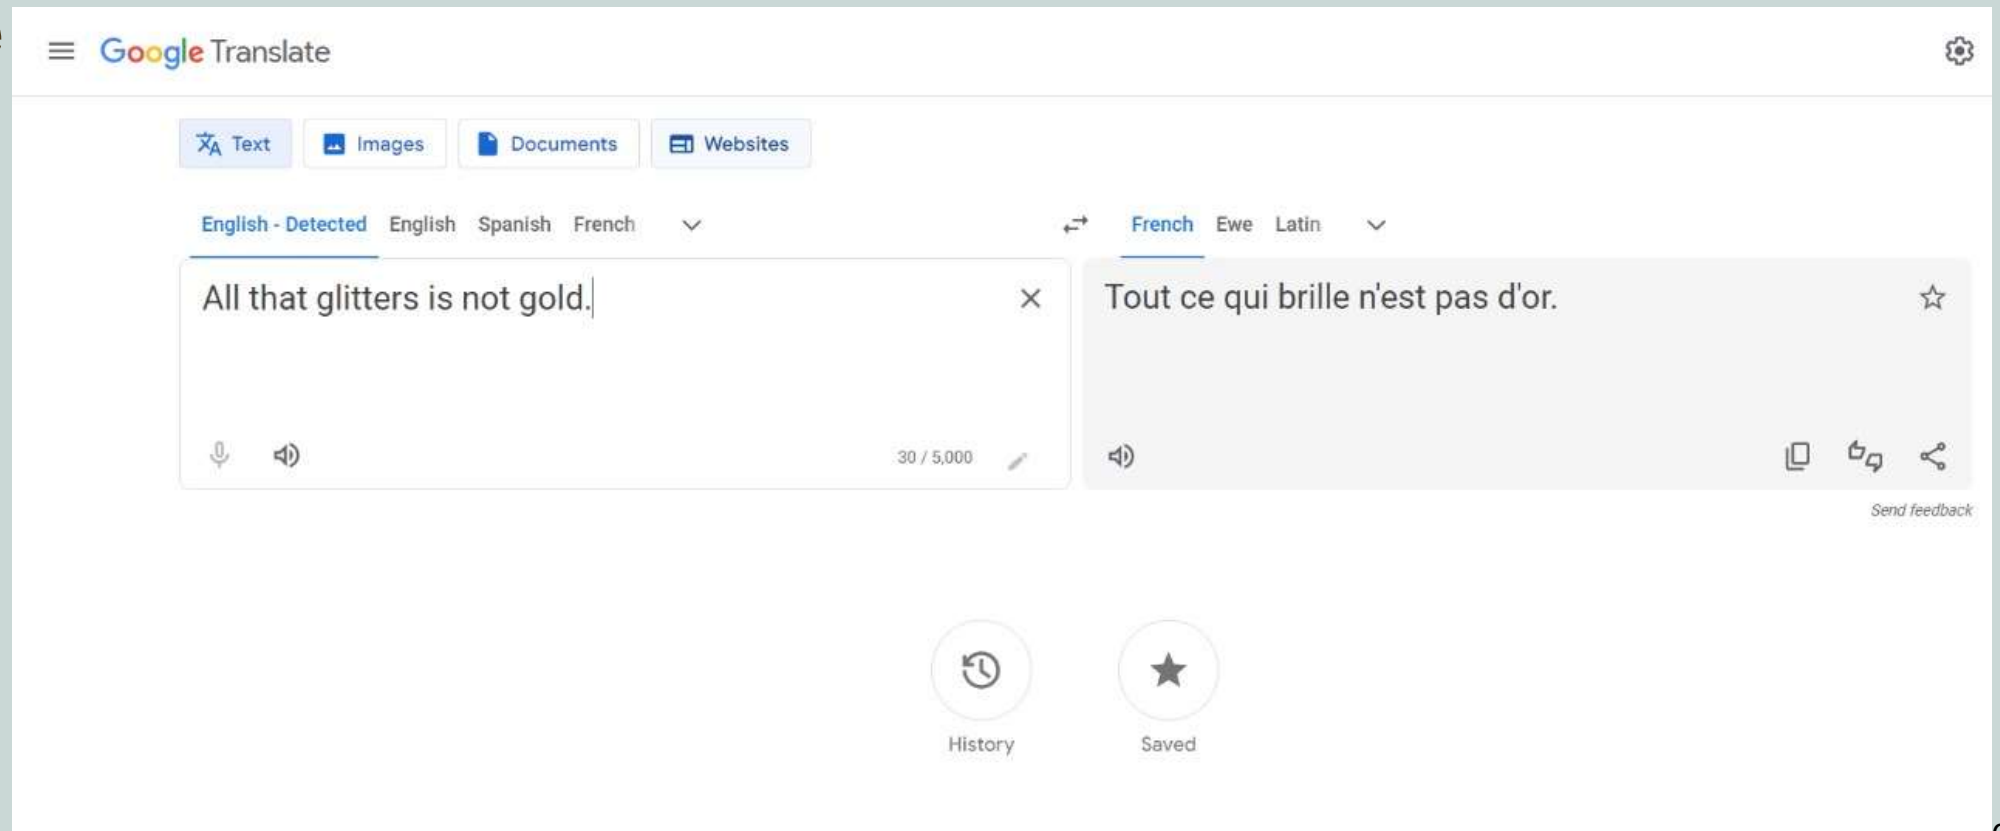 Google Translate
Text Images Documents Websites
English - Detected English Spanish French
French Ewe Latin
All that glitters is not gold.
Tout ce qui brille n'est pas d'or.
30 / 5,000
Send feedback
History Saved